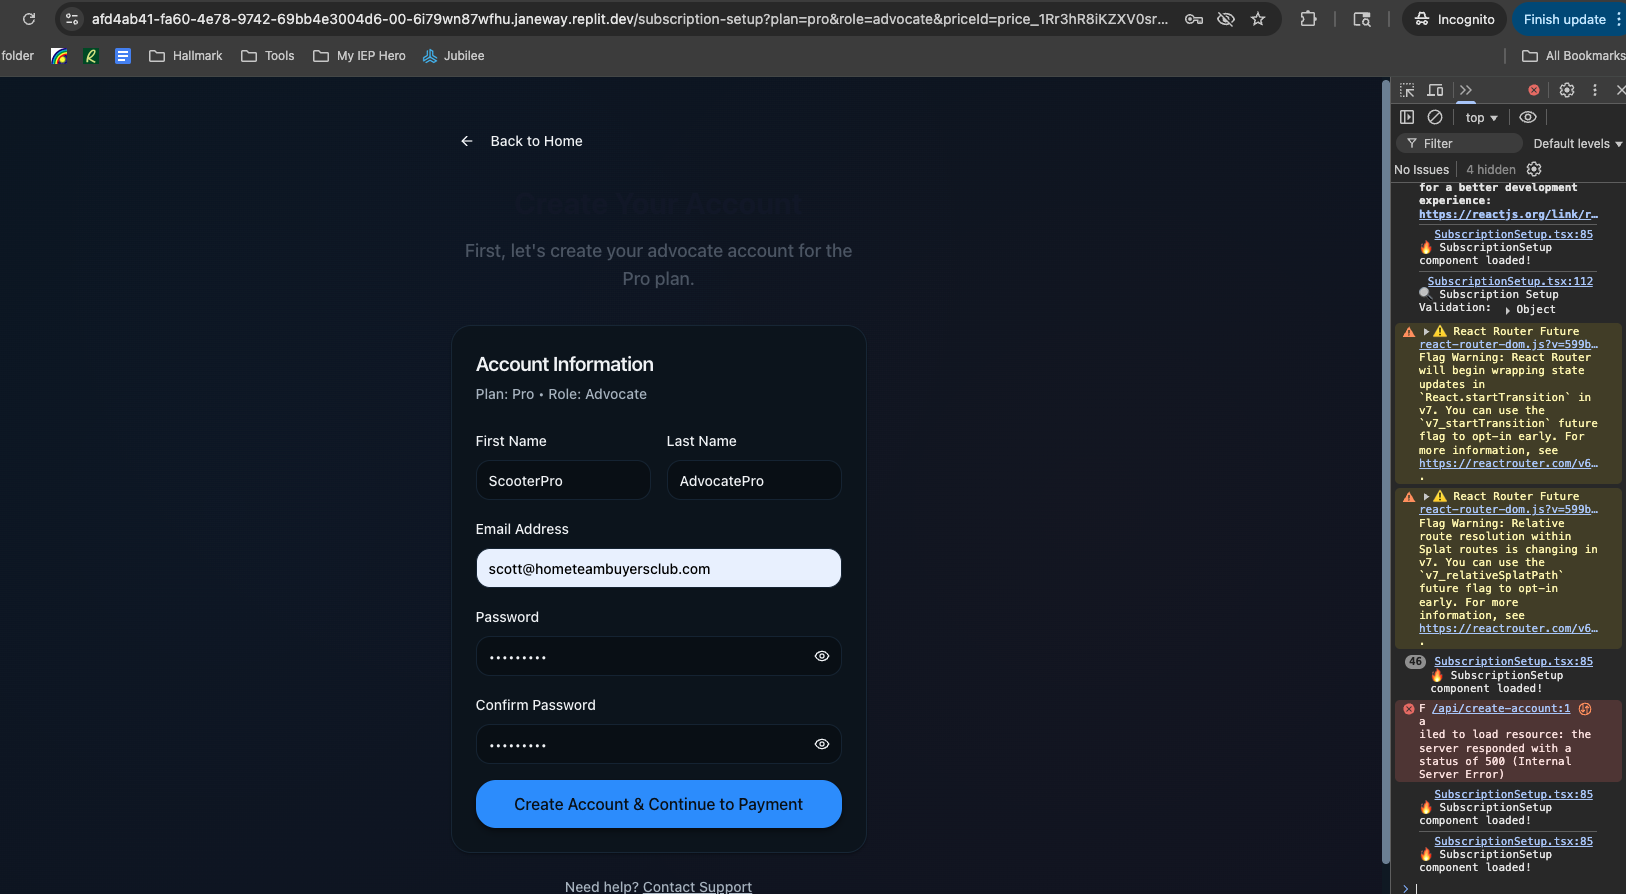 afd4ab41-fa60-4e78-9742-69bb4e3004d6-00-6i79wn87wfhu.janeway.replit.dev/subscription-setup?plan=pro&role=advocate&priceId=price_1Rr3hR8iKZXV0sr...
Incognito
Finish update
folder
Hallmark
Tools
My IEP Hero
Jubilee
All Bookmarks
Back to Home
Create Your Account
First, let's create your advocate account for the
Pro plan.
Account Information
Plan: Pro • Role: Advocate
First Name
Last Name
ScooterPro
AdvocatePro
Email Address
scott@hometeambuyersclub.com
Password
•••••••••
Confirm Password
•••••••••
Create Account & Continue to Payment
Need help? Contact Support
top
Filter
Default levels
No Issues
4 hidden
for a better development
experience:
https://reactjs.org/link/r…
SubscriptionSetup.tsx:85
🔥 SubscriptionSetup
component loaded!
SubscriptionSetup.tsx:112
🔍 Subscription Setup
Validation: ▸ Object
⚠️ React Router Future
react-router-dom.js?v=599b…
Flag Warning: React Router
will begin wrapping state
updates in
`React.startTransition` in
v7. You can use the
`v7_startTransition` future
flag to opt-in early. For
more information, see
https://reactrouter.com/v6…
.
⚠️ React Router Future
react-router-dom.js?v=599b…
Flag Warning: Relative
route resolution within
Splat routes is changing in
v7. You can use the
`v7_relativeSplatPath`
future flag to opt-in
early. For more
information, see
https://reactrouter.com/v6…
.
46 SubscriptionSetup.tsx:85
🔥 SubscriptionSetup
component loaded!
F /api/create-account:1
a
iled to load resource: the
server responded with a
status of 500 (Internal
Server Error)
SubscriptionSetup.tsx:85
🔥 SubscriptionSetup
component loaded!
SubscriptionSetup.tsx:85
🔥 SubscriptionSetup
component loaded!